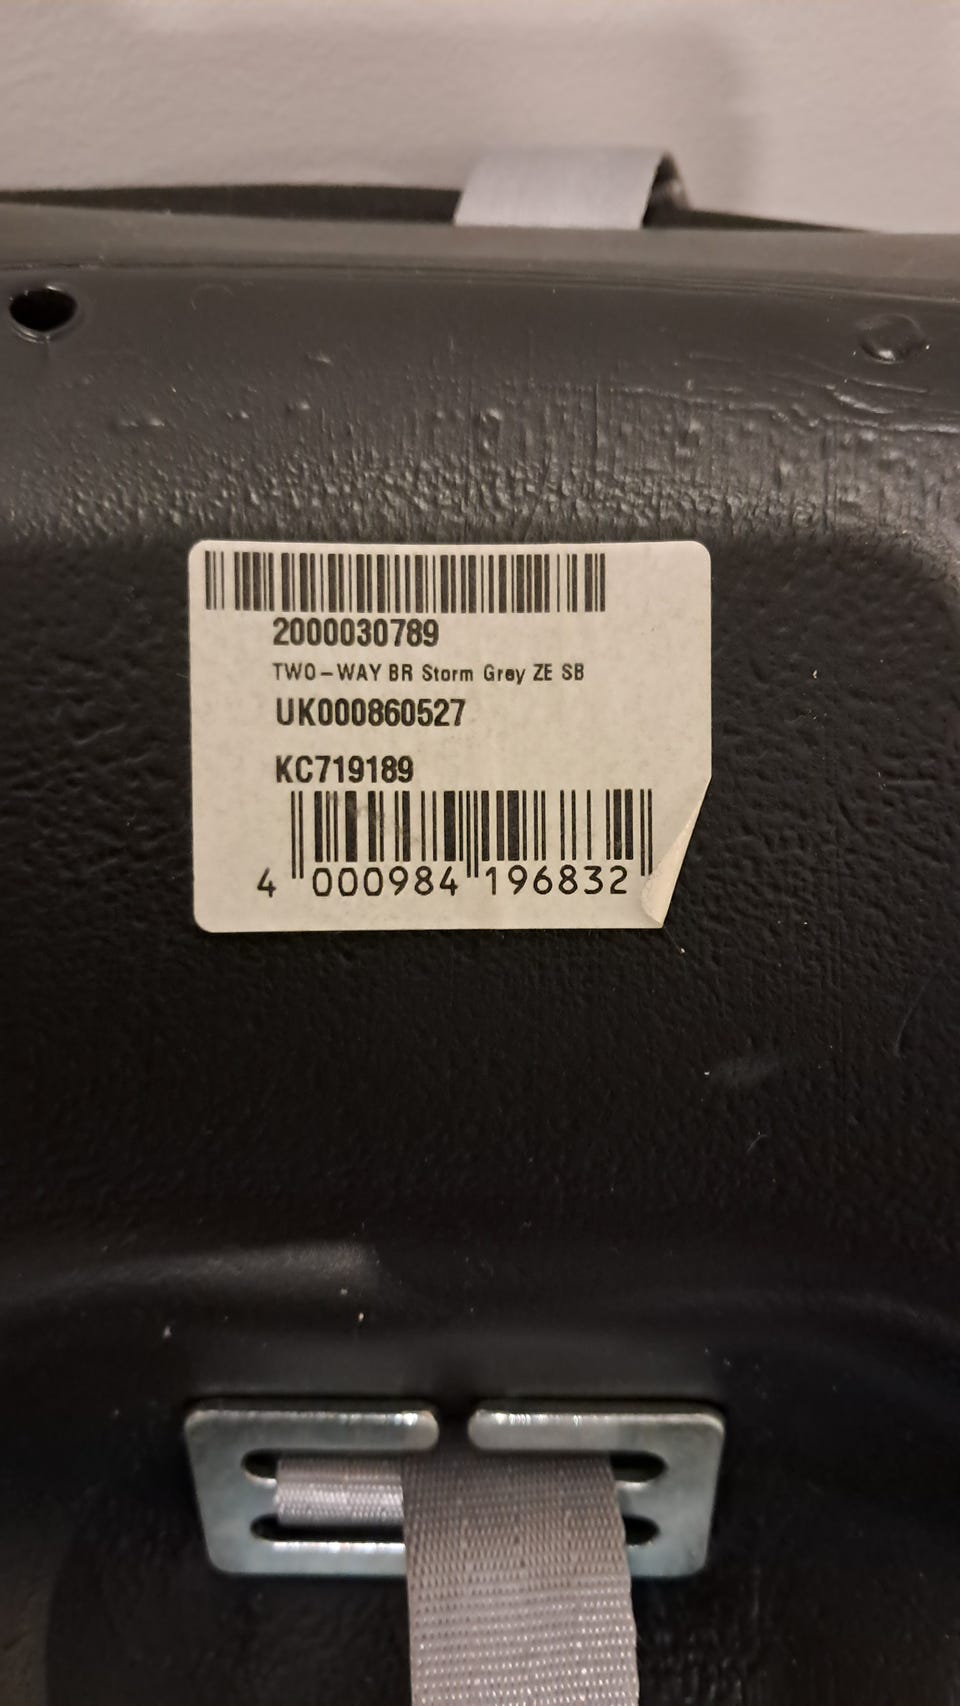 2000030789
TWO-WAY BR Storm Grey ZE SB
UK000860527
KC719189
4 000984 196832